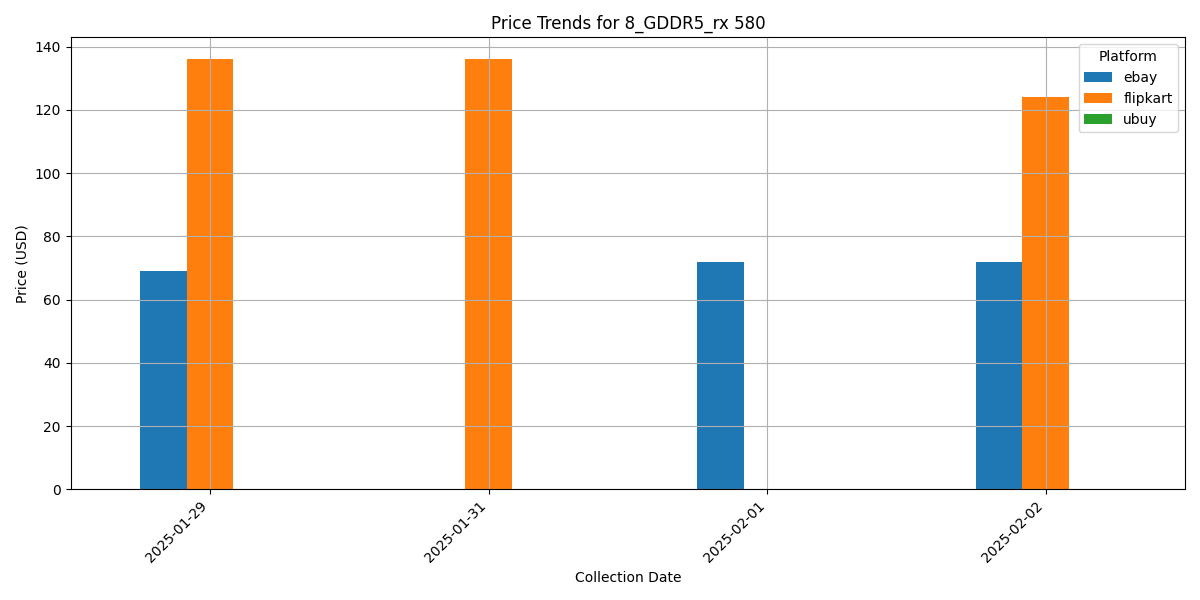 Price Trends for 8_GDDR5_rx 580
Platform
ebay
flipkart
ubuy
Price (USD)
140
120
100
80
60
40
20
0
2025-01-29
2025-01-31
2025-02-01
2025-02-02
Collection Date